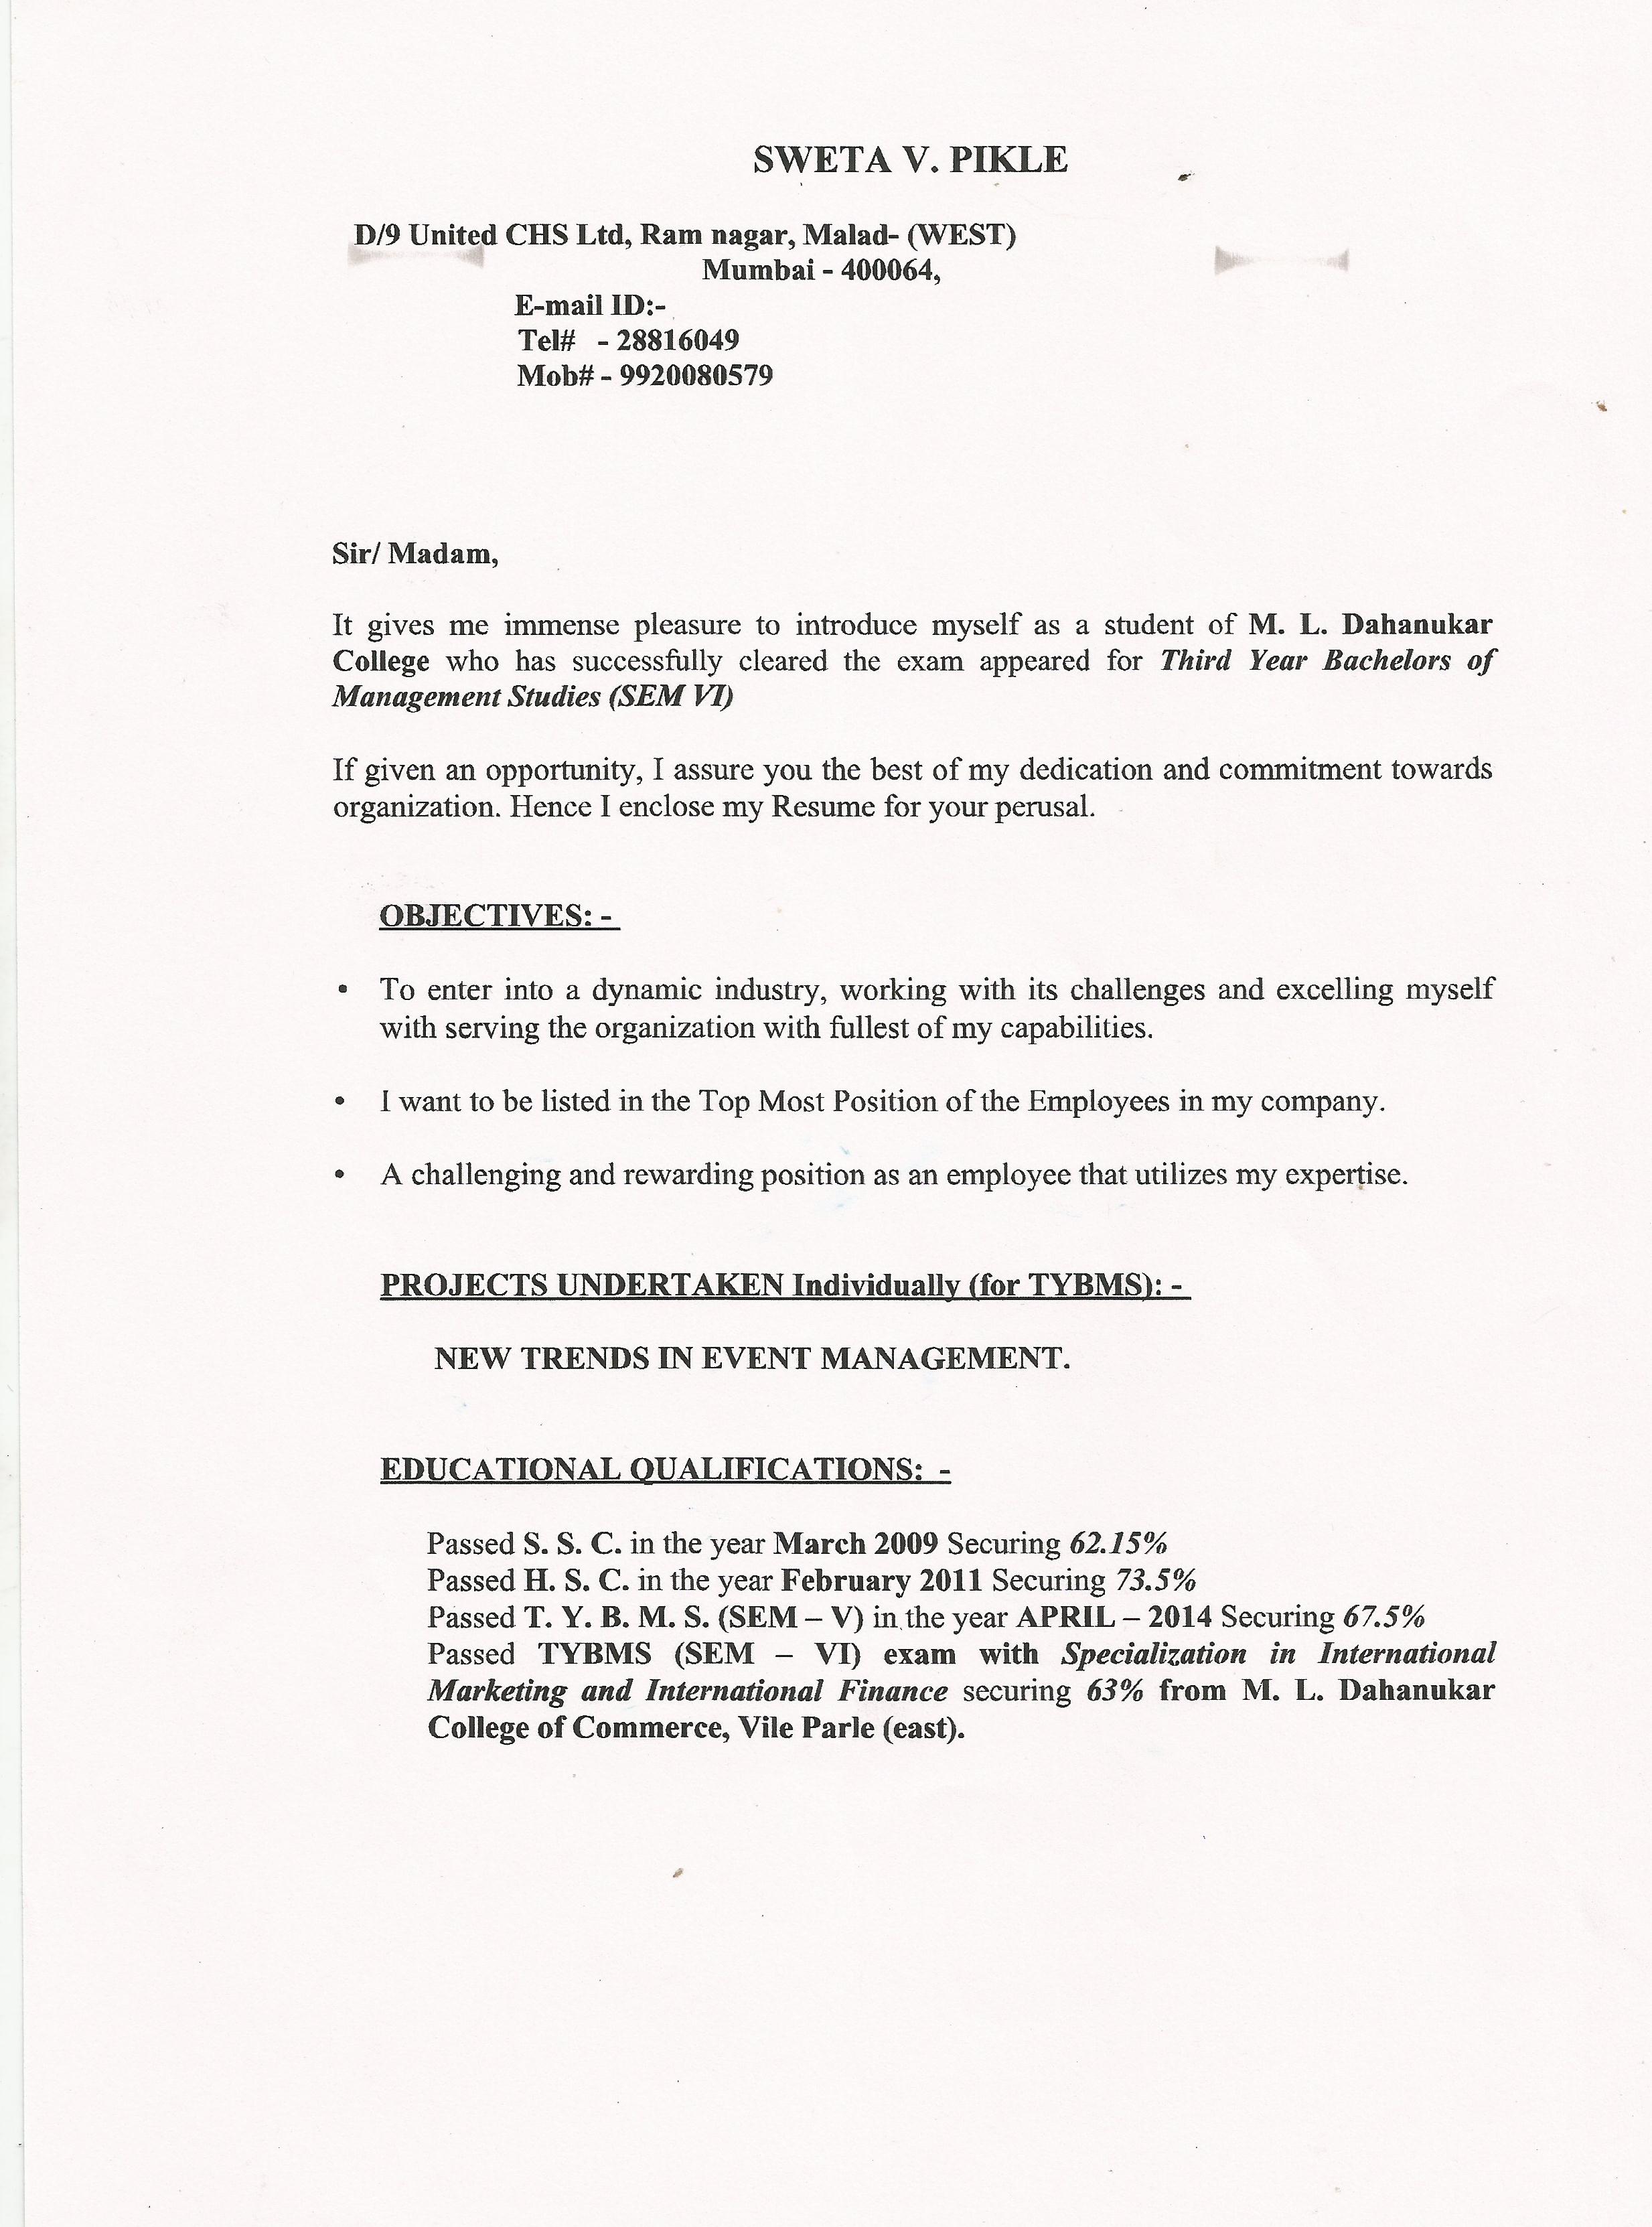 SWETA V. PIKLE
D/9 United CHS Ltd, Ram nagar, Malad- (WEST)
Mumbai - 400064,
E-mail ID:-
Tel# - 28816049
Mob# - 9920080579
Sir/ Madam,
It gives me immense pleasure to introduce myself as a student of M. L. Dahanukar
College who has successfully cleared the exam appeared for Third Year Bachelors of
Management Studies (SEM VI)
If given an opportunity, I assure you the best of my dedication and commitment towards
organization. Hence I enclose my Resume for your perusal.
OBJECTIVES: -
• To enter into a dynamic industry, working with its challenges and excelling myself
with serving the organization with fullest of my capabilities.
• I want to be listed in the Top Most Position of the Employees in my company.
• A challenging and rewarding position as an employee that utilizes my expertise.
PROJECTS UNDERTAKEN Individually (for TYBMS): -
NEW TRENDS IN EVENT MANAGEMENT.
EDUCATIONAL QUALIFICATIONS: -
Passed S. S. C. in the year March 2009 Securing 62.15%
Passed H. S. C. in the year February 2011 Securing 73.5%
Passed T. Y. B. M. S. (SEM – V) in the year APRIL – 2014 Securing 67.5%
Passed TYBMS (SEM – VI) exam with Specialization in International
Marketing and International Finance securing 63% from M. L. Dahanukar
College of Commerce, Vile Parle (east).